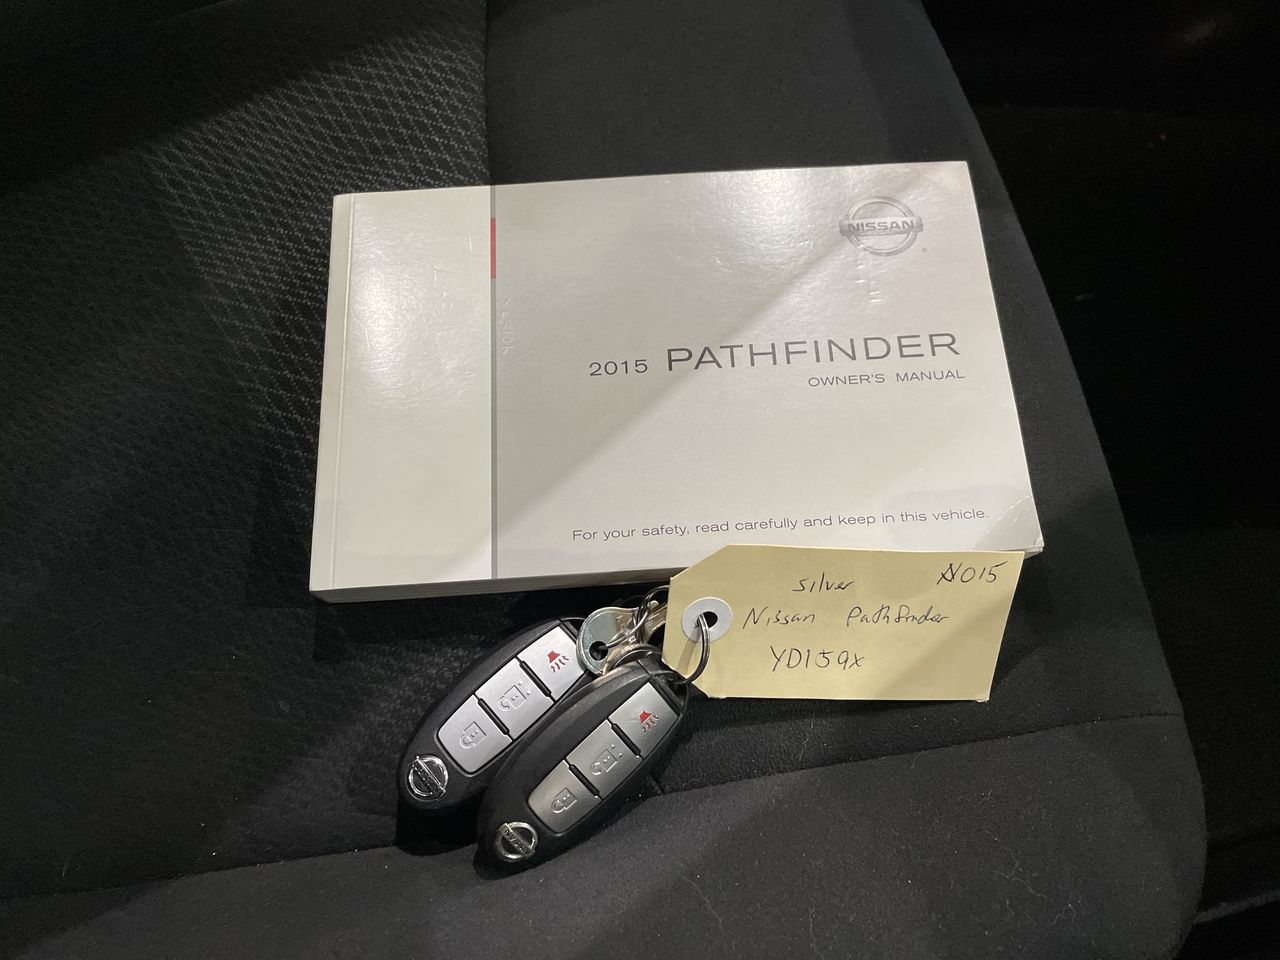 NISSAN
2015 PATHFINDER
OWNER'S MANUAL
For your safety, read carefully and keep in this vehicle.
silver
N015
Nissan Pathfinder
YD159X